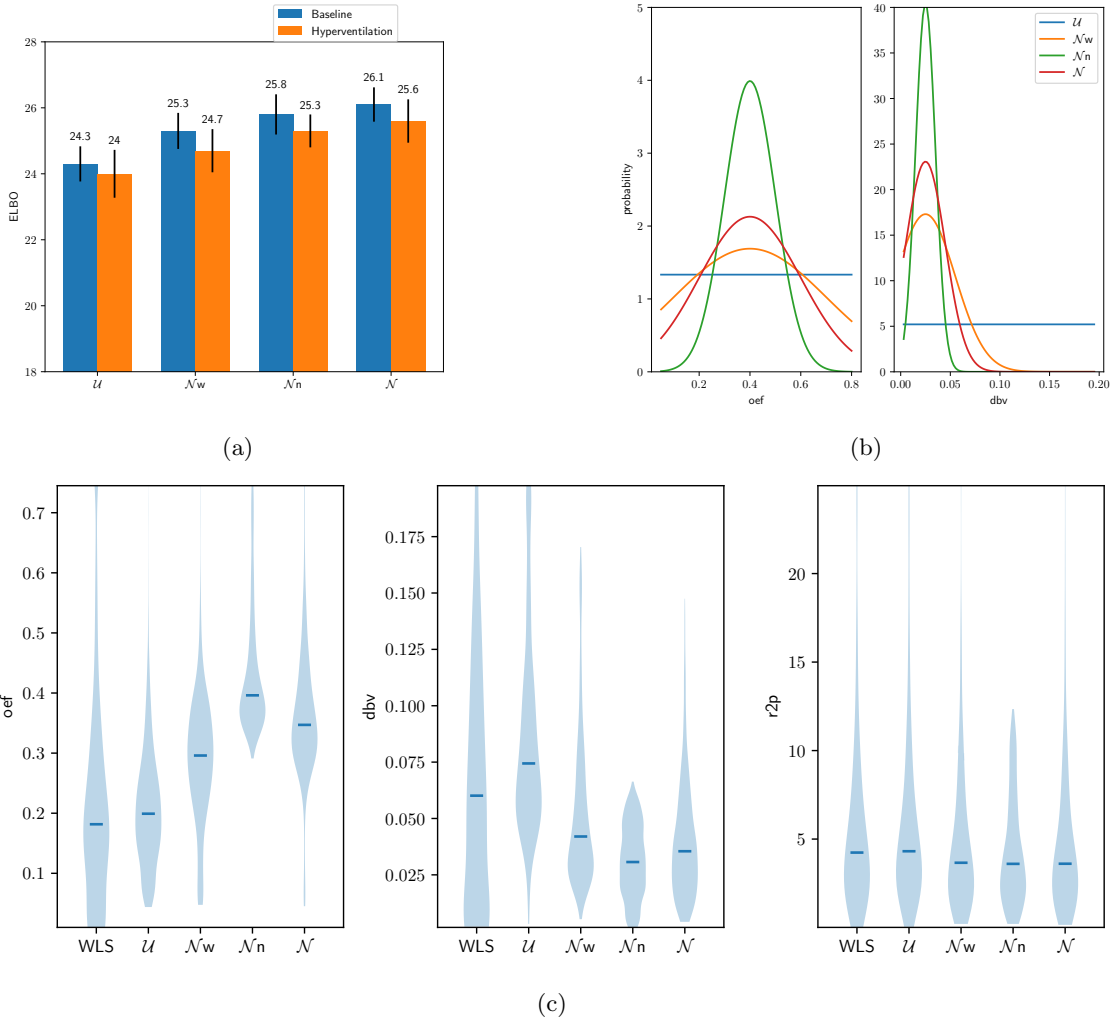 Baseline
Hyperventilation
ELBO
28
26
24
22
20
18
24.3
24
25.3
24.7
25.8
25.3
26.1
25.6
𝒰
𝒩w
𝒩n
𝒩
(a)
probability
5
4
3
2
1
0
0.2
0.4
0.6
0.8
oef
40
35
30
25
20
15
10
5
0
0.00
0.05
0.10
0.15
0.20
dbv
𝒰
𝒩w
𝒩n
𝒩
(b)
oef
0.7
0.6
0.5
0.4
0.3
0.2
0.1
WLS
𝒰
𝒩w
𝒩n
𝒩
dbv
0.175
0.150
0.125
0.100
0.075
0.050
0.025
WLS
𝒰
𝒩w
𝒩n
𝒩
r2p
20
15
10
5
WLS
𝒰
𝒩w
𝒩n
𝒩
(c)